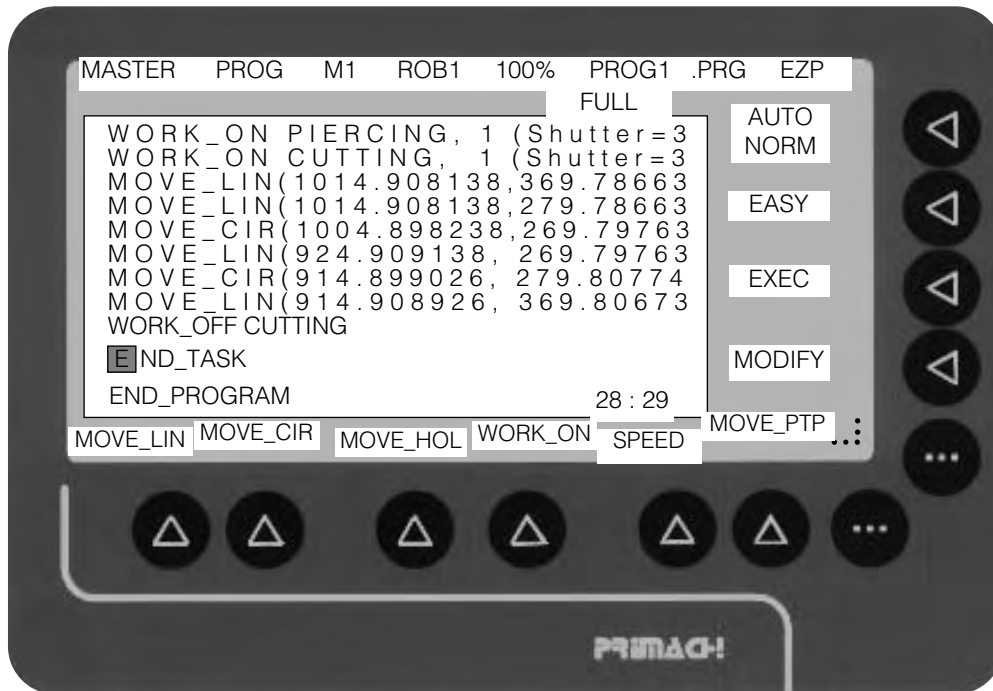 MASTER PROG M1 ROB1 100% PROG1 .PRG EZP
FULL
AUTO
NORM
WORK_ON PIERCING, 1 (Shutter=3
WORK_ON CUTTING, 1 (Shutter=3
MOVE_LIN(1014.908138,369.78663
MOVE_LIN(1014.908138,279.78663
EASY
MOVE_CIR(1004.898238,269.79763
MOVE_LIN(924.909138, 269.79763
MOVE_CIR(914.899026, 279.80774
EXEC
MOVE_LIN(914.908926, 369.80673
WORK_OFF CUTTING
END_TASK
MODIFY
END_PROGRAM
28 : 29
MOVE_LIN MOVE_CIR MOVE_HOL WORK_ON SPEED MOVE_PTP
PRIMACH!